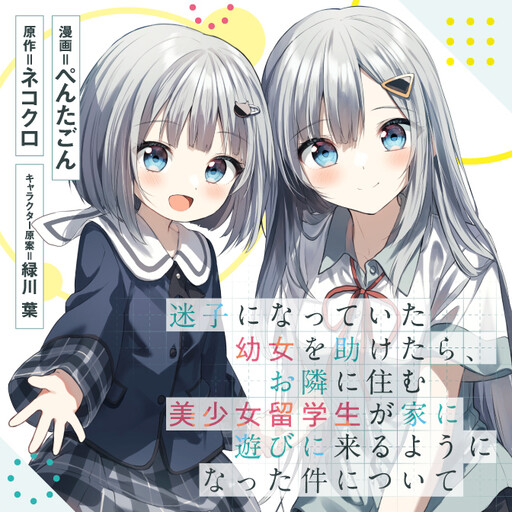 漫画＝ぺんたごん
原作＝ネコクロ
キャラクター原案＝緑川 葉
迷子になっていた
幼女を助けたら、
お隣に住む
美少女留学生が家に
遊びに来るように
なった件について